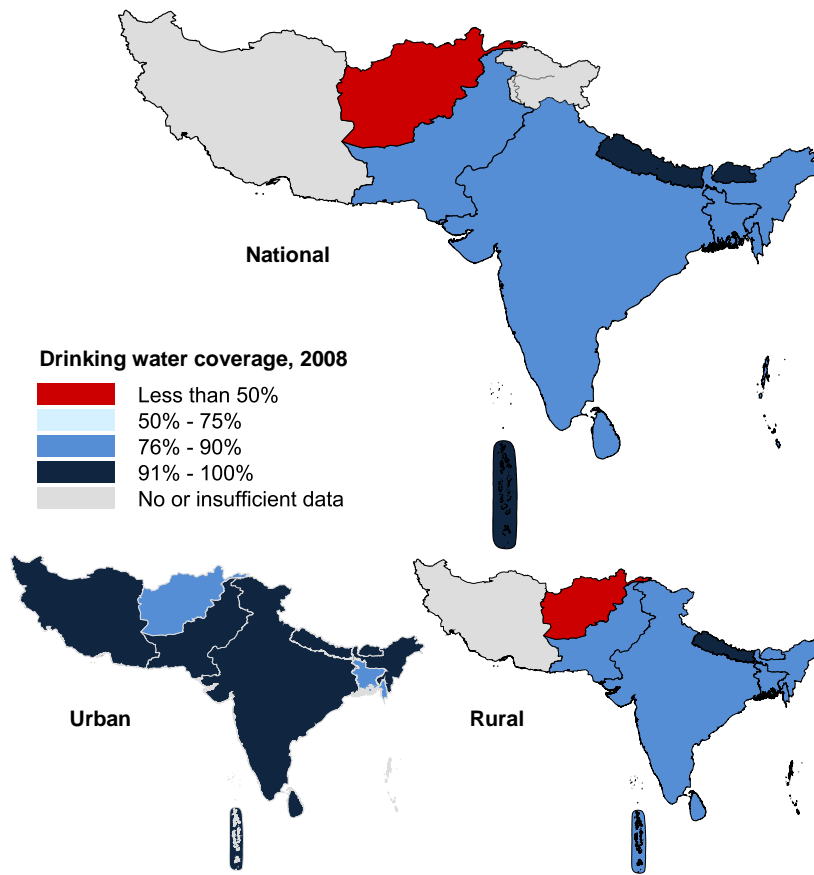 National
Drinking water coverage, 2008
Less than 50%
50% - 75%
76% - 90%
91% - 100%
No or insufficient data
Urban
Rural